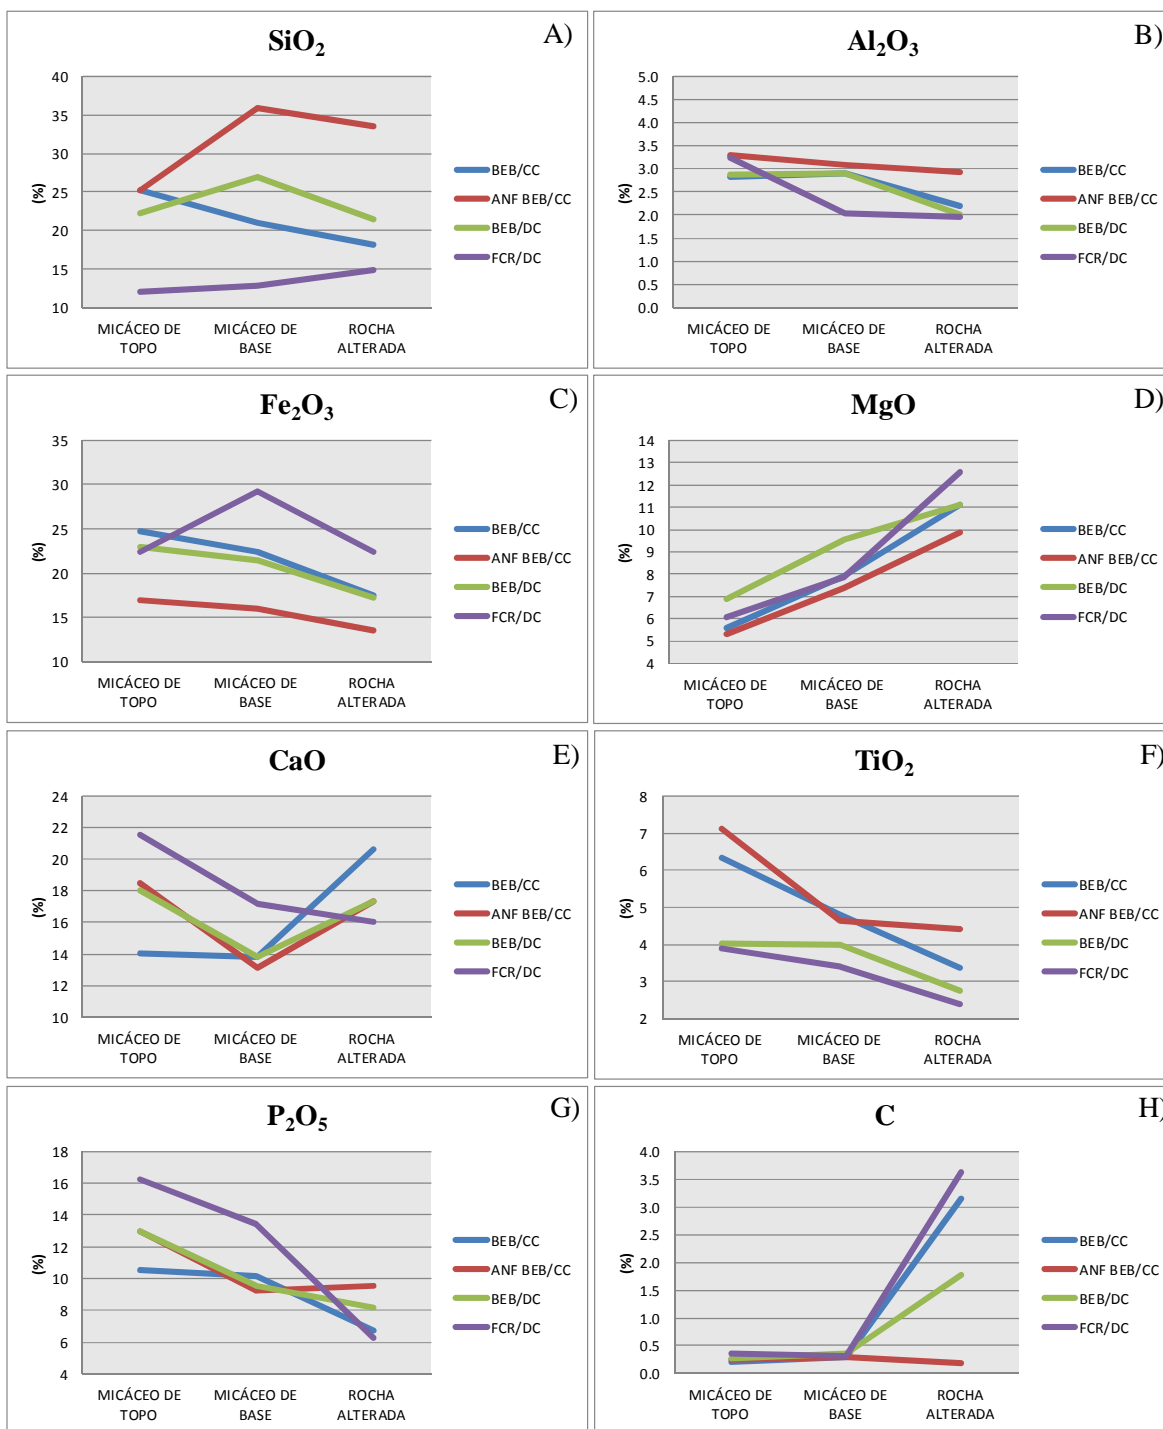 A)
SiO₂
40
35
30
25
20
15
10
(%)
MICÁCEO DE TOPO
MICÁCEO DE BASE
ROCHA ALTERADA
BEB/CC
ANF BEB/CC
BEB/DC
FCR/DC
B)
Al₂O₃
5.0
4.5
4.0
3.5
3.0
2.5
2.0
1.5
1.0
0.5
0.0
(%)
MICÁCEO DE TOPO
MICÁCEO DE BASE
ROCHA ALTERADA
BEB/CC
ANF BEB/CC
BEB/DC
FCR/DC
C)
Fe₂O₃
35
30
25
20
15
10
(%)
MICÁCEO DE TOPO
MICÁCEO DE BASE
ROCHA ALTERADA
BEB/CC
ANF BEB/CC
BEB/DC
FCR/DC
D)
MgO
14
13
12
11
10
9
8
7
6
5
4
(%)
MICÁCEO DE TOPO
MICÁCEO DE BASE
ROCHA ALTERADA
BEB/CC
ANF BEB/CC
BEB/DC
FCR/DC
E)
CaO
24
22
20
18
16
14
12
10
(%)
MICÁCEO DE TOPO
MICÁCEO DE BASE
ROCHA ALTERADA
BEB/CC
ANF BEB/CC
BEB/DC
FCR/DC
F)
TiO₂
8
7
6
5
4
3
2
(%)
MICÁCEO DE TOPO
MICÁCEO DE BASE
ROCHA ALTERADA
BEB/CC
ANF BEB/CC
BEB/DC
FCR/DC
G)
P₂O₅
18
16
14
12
10
8
6
4
(%)
MICÁCEO DE TOPO
MICÁCEO DE BASE
ROCHA ALTERADA
BEB/CC
ANF BEB/CC
BEB/DC
FCR/DC
H)
C
4.0
3.5
3.0
2.5
2.0
1.5
1.0
0.5
0.0
(%)
MICÁCEO DE TOPO
MICÁCEO DE BASE
ROCHA ALTERADA
BEB/CC
ANF BEB/CC
BEB/DC
FCR/DC